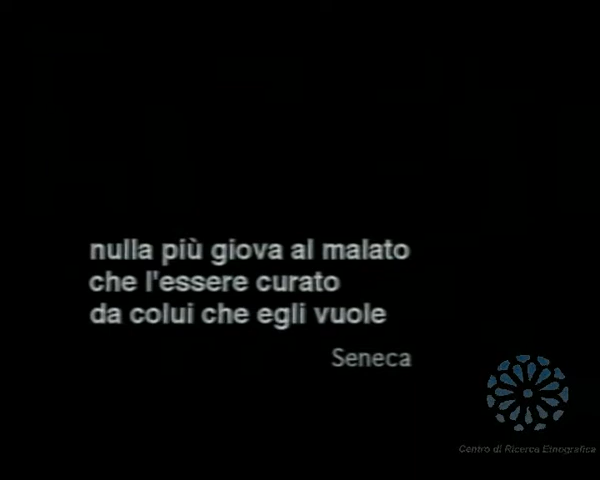 nulla più giova al malato
che l'essere curato
da colui che egli vuole
Seneca
Centro di Ricerca Etnografica